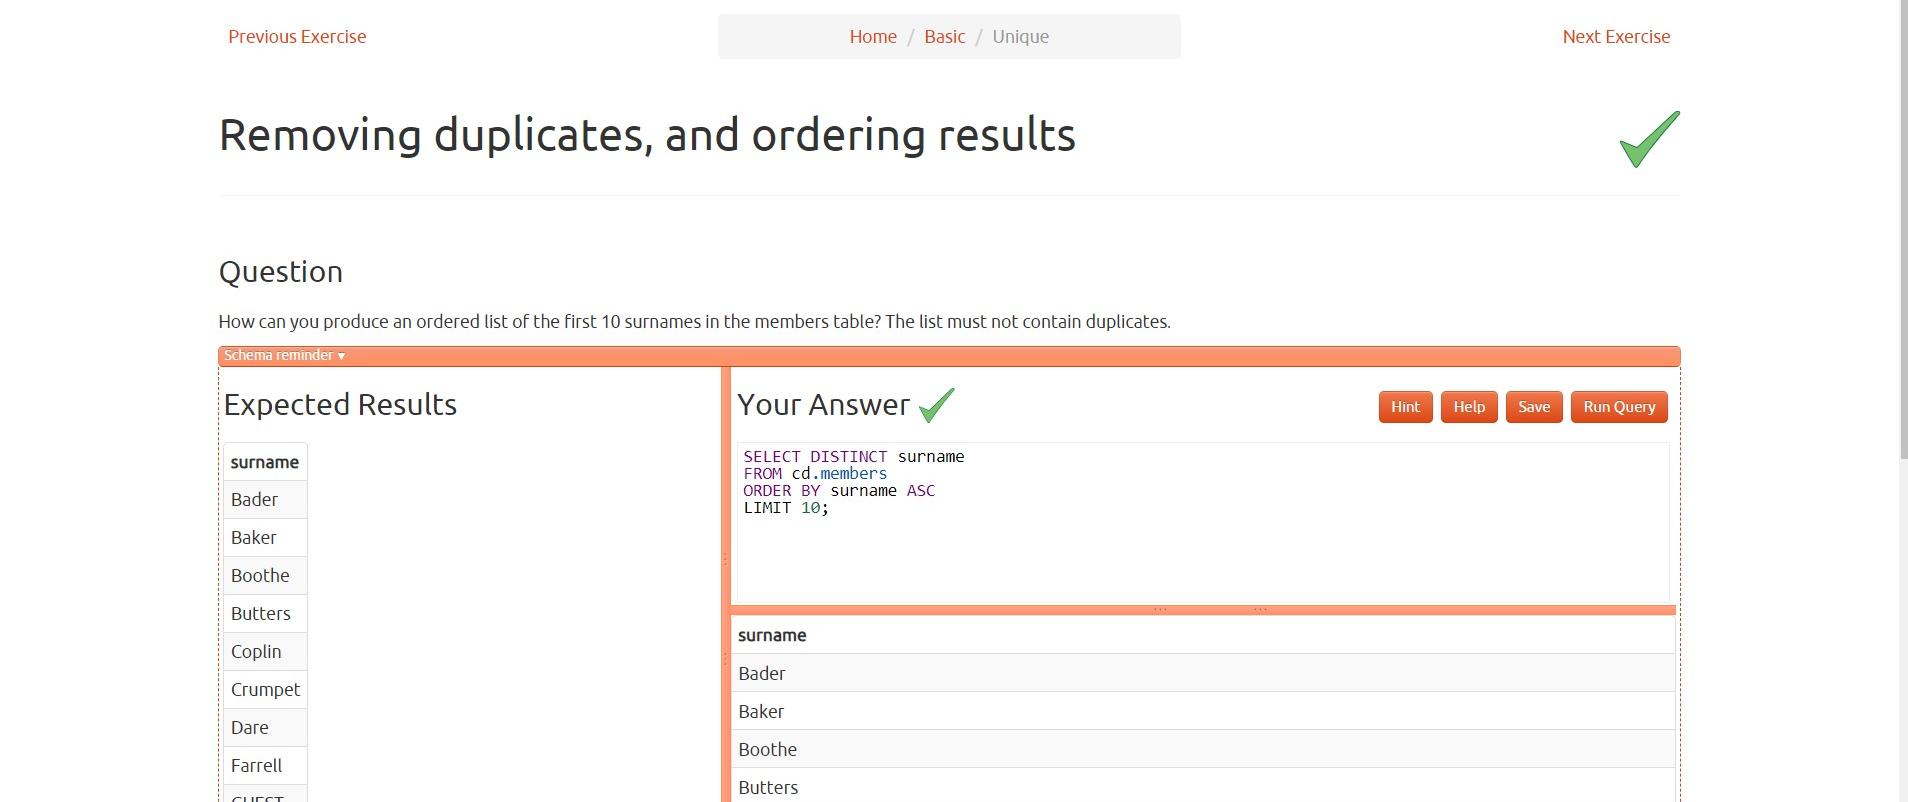 Previous Exercise
Home / Basic / Unique
Next Exercise
Removing duplicates, and ordering results
Question
How can you produce an ordered list of the first 10 surnames in the members table? The list must not contain duplicates.
Schema reminder ▾
Expected Results
surname
Bader
Baker
Boothe
Butters
Coplin
Crumpet
Dare
Farrell
GUEST
Your Answer
Hint
Help
Save
Run Query
SELECT DISTINCT surname
FROM cd.members
ORDER BY surname ASC
LIMIT 10;
surname
Bader
Baker
Boothe
Butters